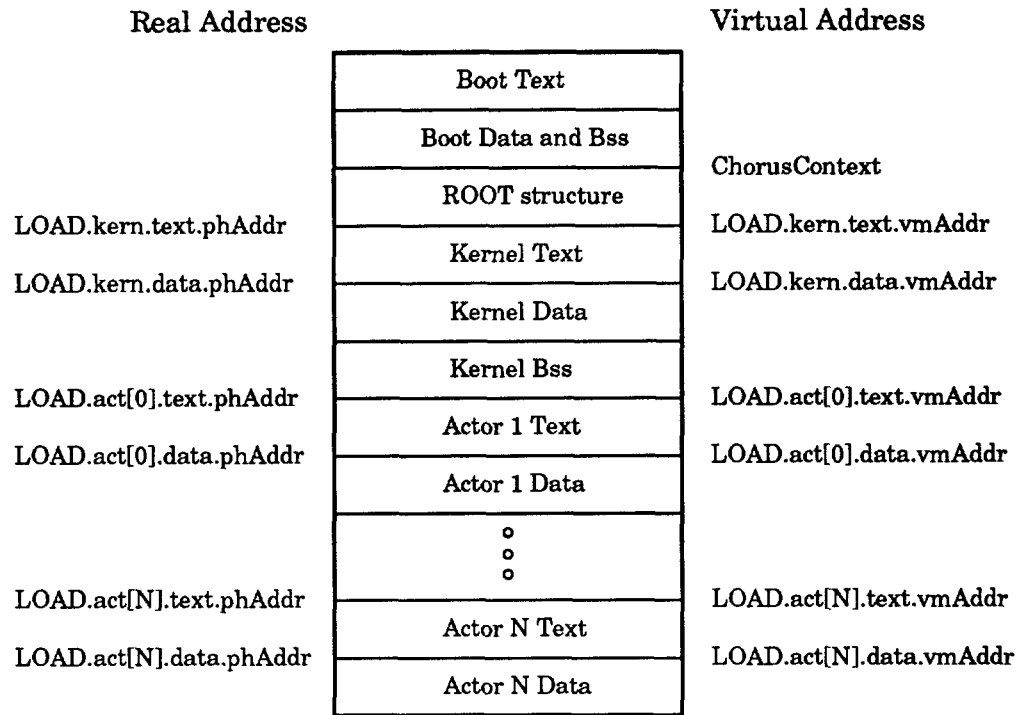 Real Address
Virtual Address
Boot Text
Boot Data and Bss
ChorusContext
ROOT structure
LOAD.kern.text.phAddr
LOAD.kern.text.vmAddr
Kernel Text
LOAD.kern.data.phAddr
LOAD.kern.data.vmAddr
Kernel Data
Kernel Bss
LOAD.act[0].text.phAddr
LOAD.act[0].text.vmAddr
Actor 1 Text
LOAD.act[0].data.phAddr
LOAD.act[0].data.vmAddr
Actor 1 Data
LOAD.act[N].text.phAddr
LOAD.act[N].text.vmAddr
Actor N Text
LOAD.act[N].data.phAddr
LOAD.act[N].data.vmAddr
Actor N Data